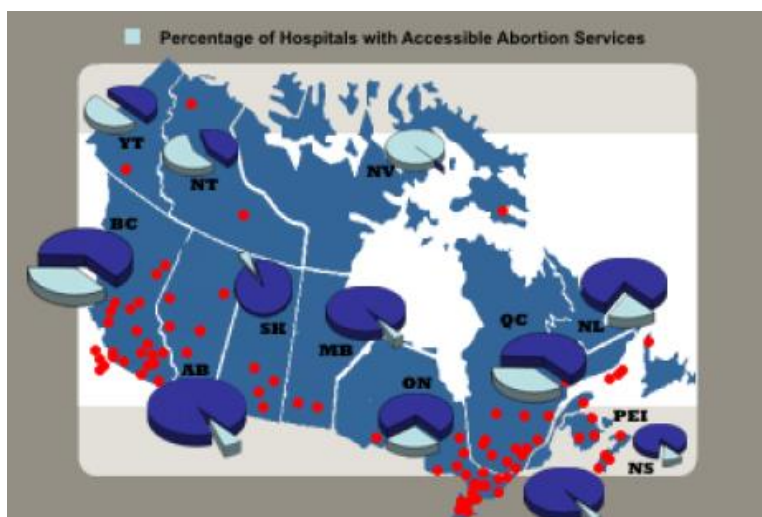 Percentage of Hospitals with Accessible Abortion Services
YT
NT
NV
BC
SK
MB
QC
NL
AB
ON
PEI
NS